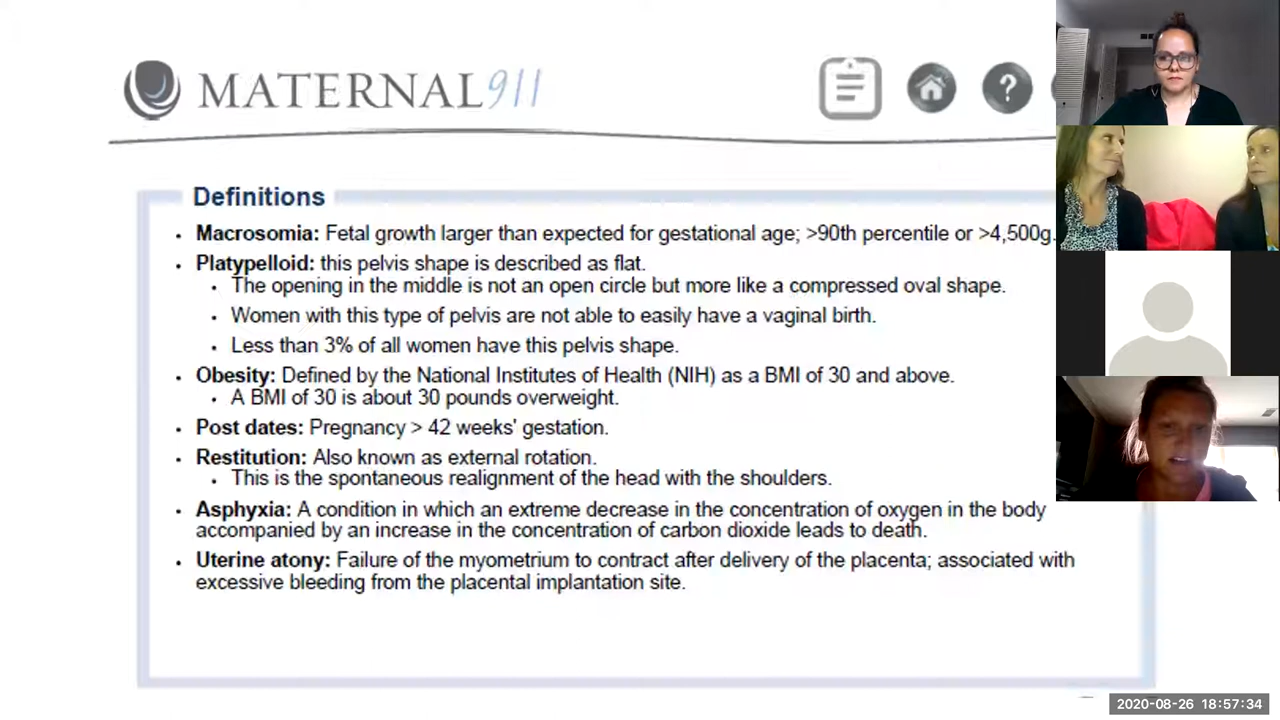 MATERNAL911
?
Definitions
• Macrosomia: Fetal growth larger than expected for gestational age; >90th percentile or >4,500g.
• Platypelloid: this pelvis shape is described as flat.
• The opening in the middle is not an open circle but more like a compressed oval shape.
• Women with this type of pelvis are not able to easily have a vaginal birth.
• Less than 3% of all women have this pelvis shape.
• Obesity: Defined by the National Institutes of Health (NIH) as a BMI of 30 and above.
• A BMI of 30 is about 30 pounds overweight.
• Post dates: Pregnancy > 42 weeks' gestation.
• Restitution: Also known as external rotation.
• This is the spontaneous realignment of the head with the shoulders.
• Asphyxia: A condition in which an extreme decrease in the concentration of oxygen in the body
accompanied by an increase in the concentration of carbon dioxide leads to death.
• Uterine atony: Failure of the myometrium to contract after delivery of the placenta; associated with
excessive bleeding from the placental implantation site.
2020-08-26 18:57:34